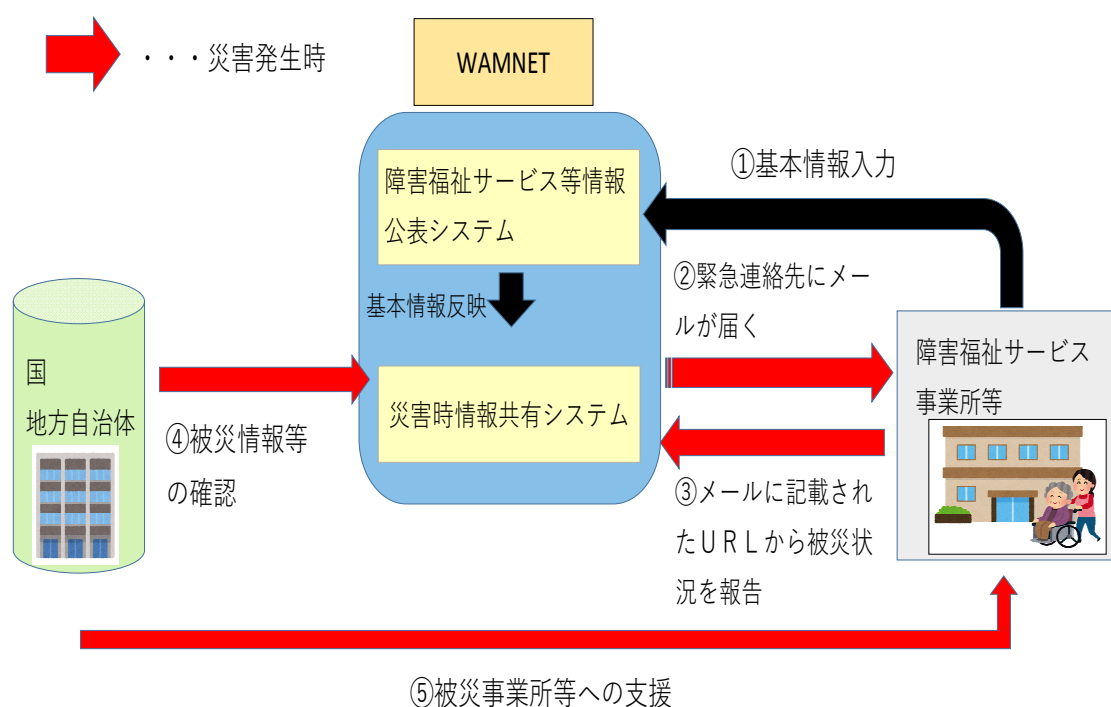 ・・・災害発生時
WAMNET
障害福祉サービス等情報
公表システム
①基本情報入力
基本情報反映
②緊急連絡先にメー
ルが届く
国
地方自治体
障害福祉サービス
事業所等
災害時情報共有システム
④被災情報等
の確認
③メールに記載され
たＵＲＬから被災状
況を報告
⑤被災事業所等への支援